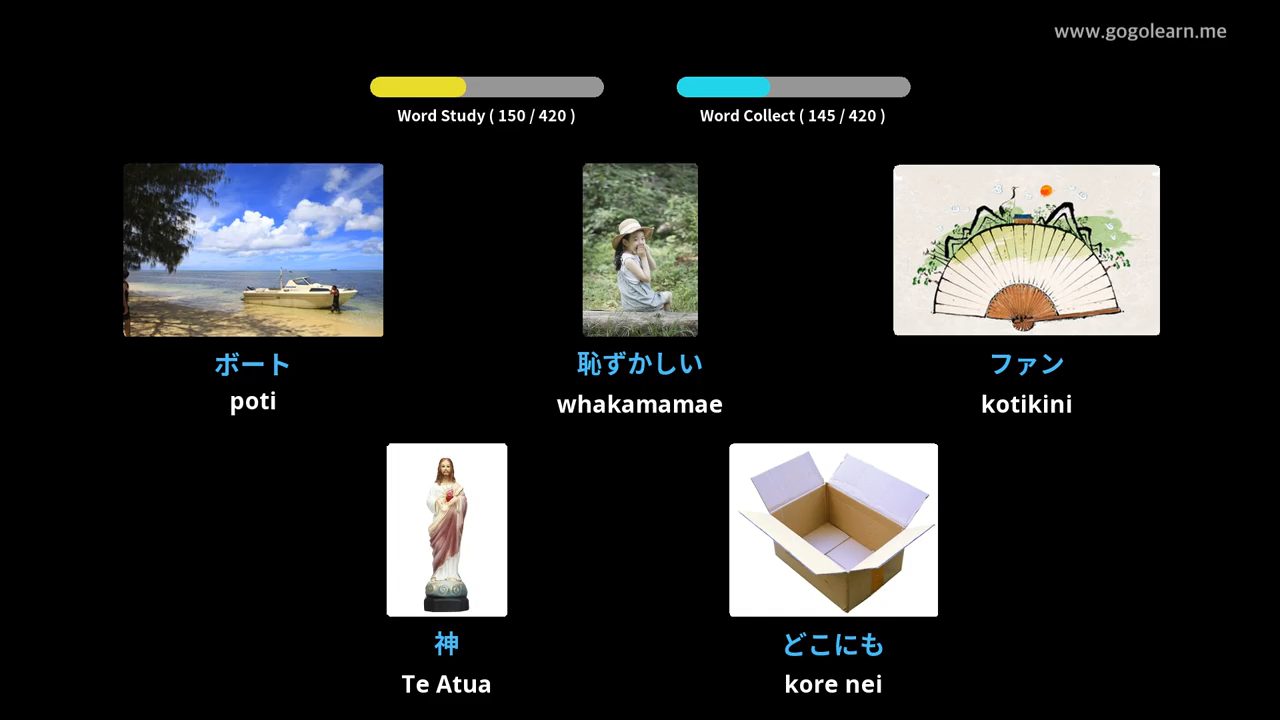 www.gogolearn.me
Word Study ( 150 / 420 )
Word Collect ( 145 / 420 )
ボート
poti
恥ずかしい
whakamamae
ファン
kotikini
神
Te Atua
どこにも
kore nei